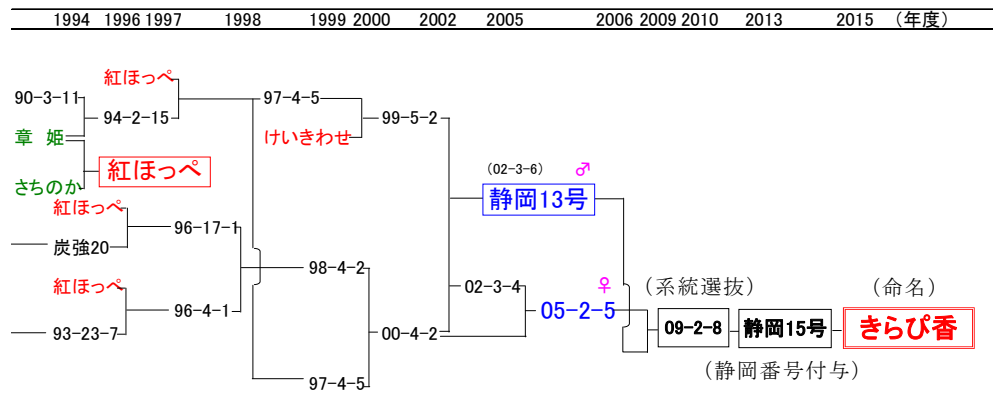 1994 1996 1997 1998 1999 2000 2002 2005 2006 2009 2010 2013 2015 （年度）
紅ほっぺ
90-3-11 97-4-5
94-2-15 99-5-2
章 姫 けいきわせ
紅ほっぺ (02-3-6) ♂
さちのか 静岡13号
紅ほっぺ
96-17-1
炭強20
98-4-2
紅ほっぺ 02-3-4 ♀ （系統選抜） （命名）
96-4-1 05-2-5
93-23-7 00-4-2 09-2-8 静岡15号 きらぴ香
（静岡番号付与）
97-4-5